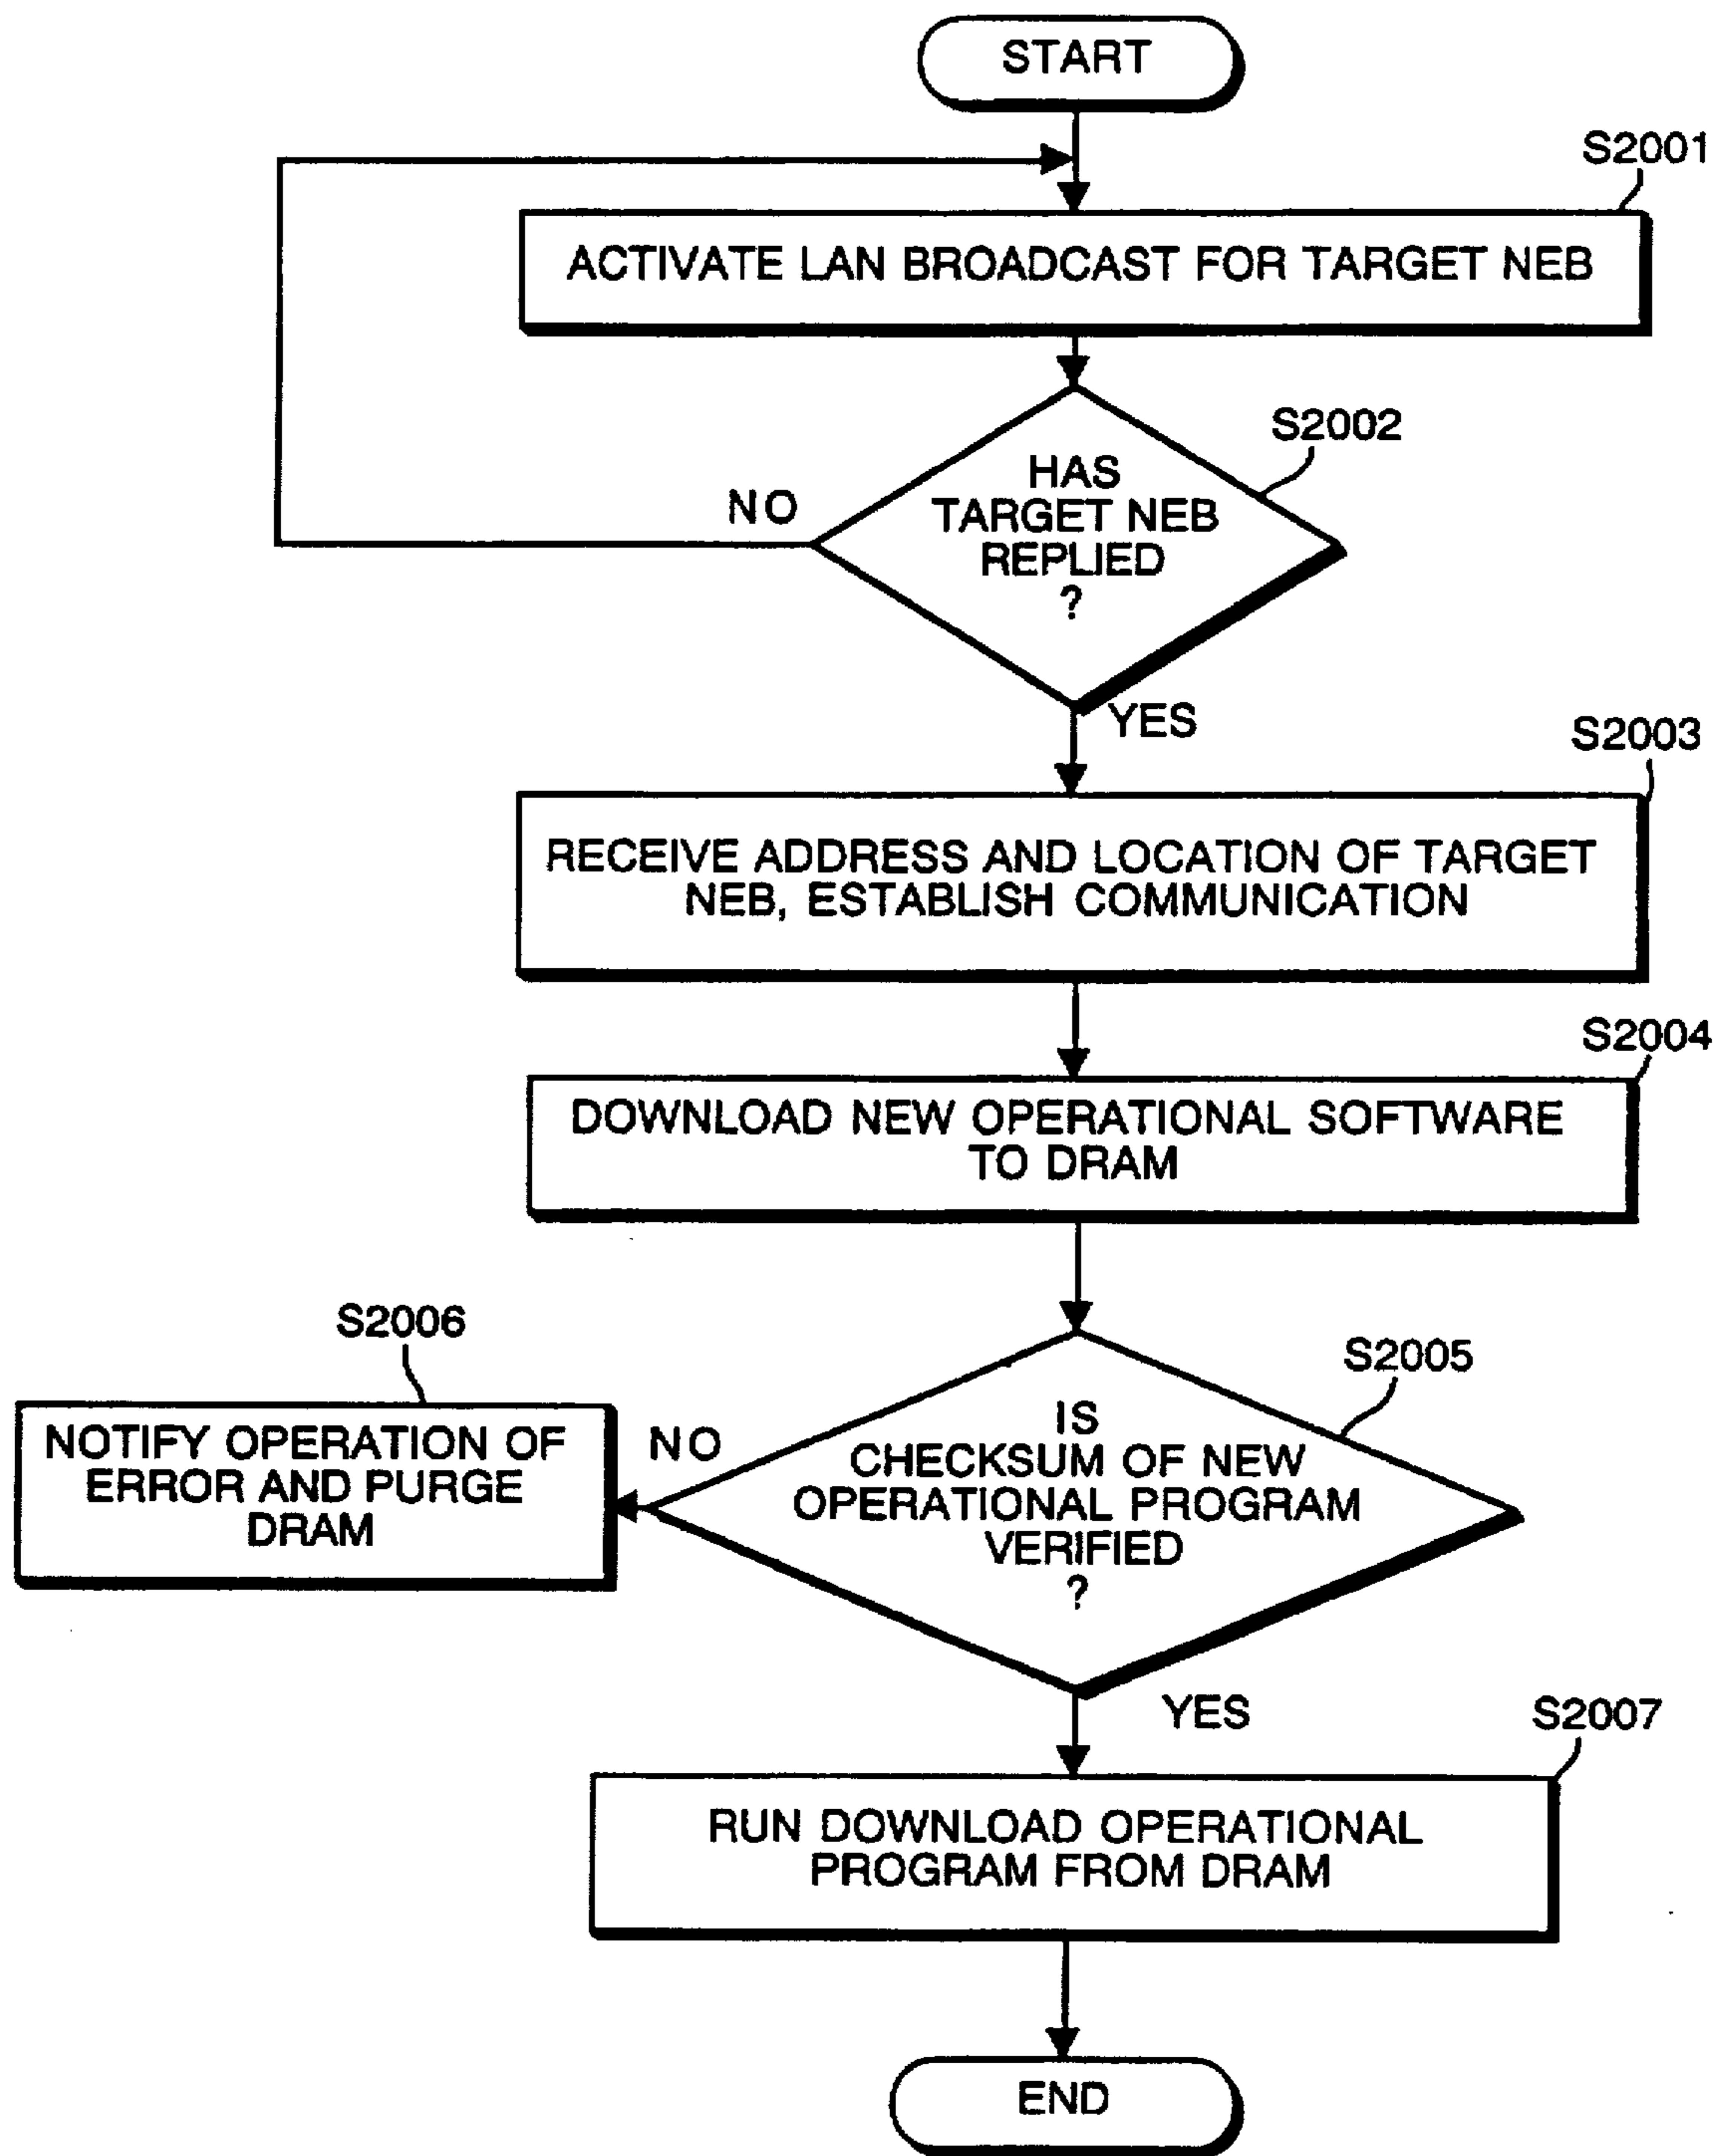 START
S2001
ACTIVATE LAN BROADCAST FOR TARGET NEB
S2002
HAS
TARGET NEB
REPLIED
?
NO
YES
S2003
RECEIVE ADDRESS AND LOCATION OF TARGET
NEB, ESTABLISH COMMUNICATION
S2004
DOWNLOAD NEW OPERATIONAL SOFTWARE
TO DRAM
S2006
S2005
NOTIFY OPERATION OF
ERROR AND PURGE
DRAM
NO
IS
CHECKSUM OF NEW
OPERATIONAL PROGRAM
VERIFIED
?
YES
S2007
RUN DOWNLOAD OPERATIONAL
PROGRAM FROM DRAM
END